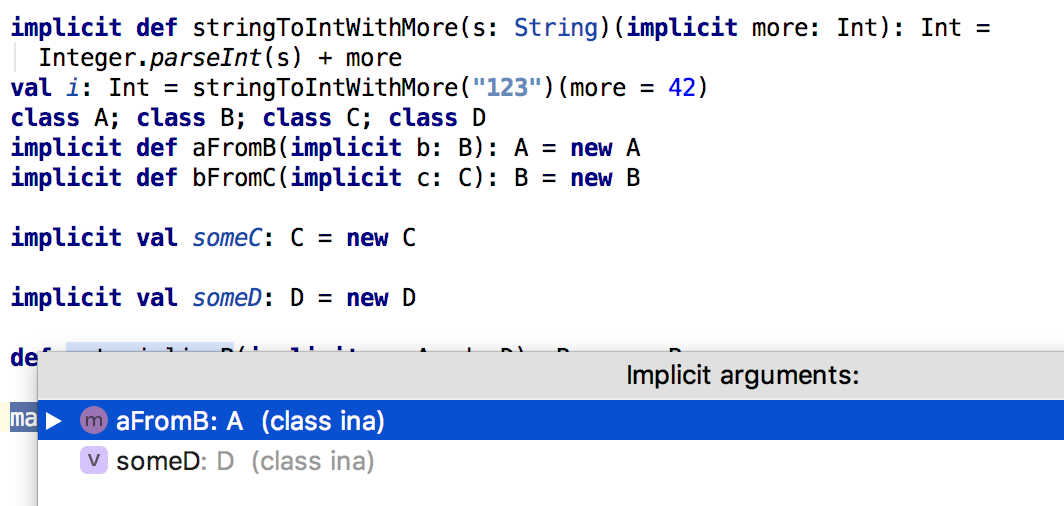 implicit def stringToIntWithMore(s: String)(implicit more: Int): Int =
Integer.parseInt(s) + more
val i: Int = stringToIntWithMore("123")(more = 42)
class A; class B; class C; class D
implicit def aFromB(implicit b: B): A = new A
implicit def bFromC(implicit c: C): B = new B
implicit val someC: C = new C
implicit val someD: D = new D
de
Implicit arguments:
ma
m aFromB: A (class ina)
v someD: D (class ina)